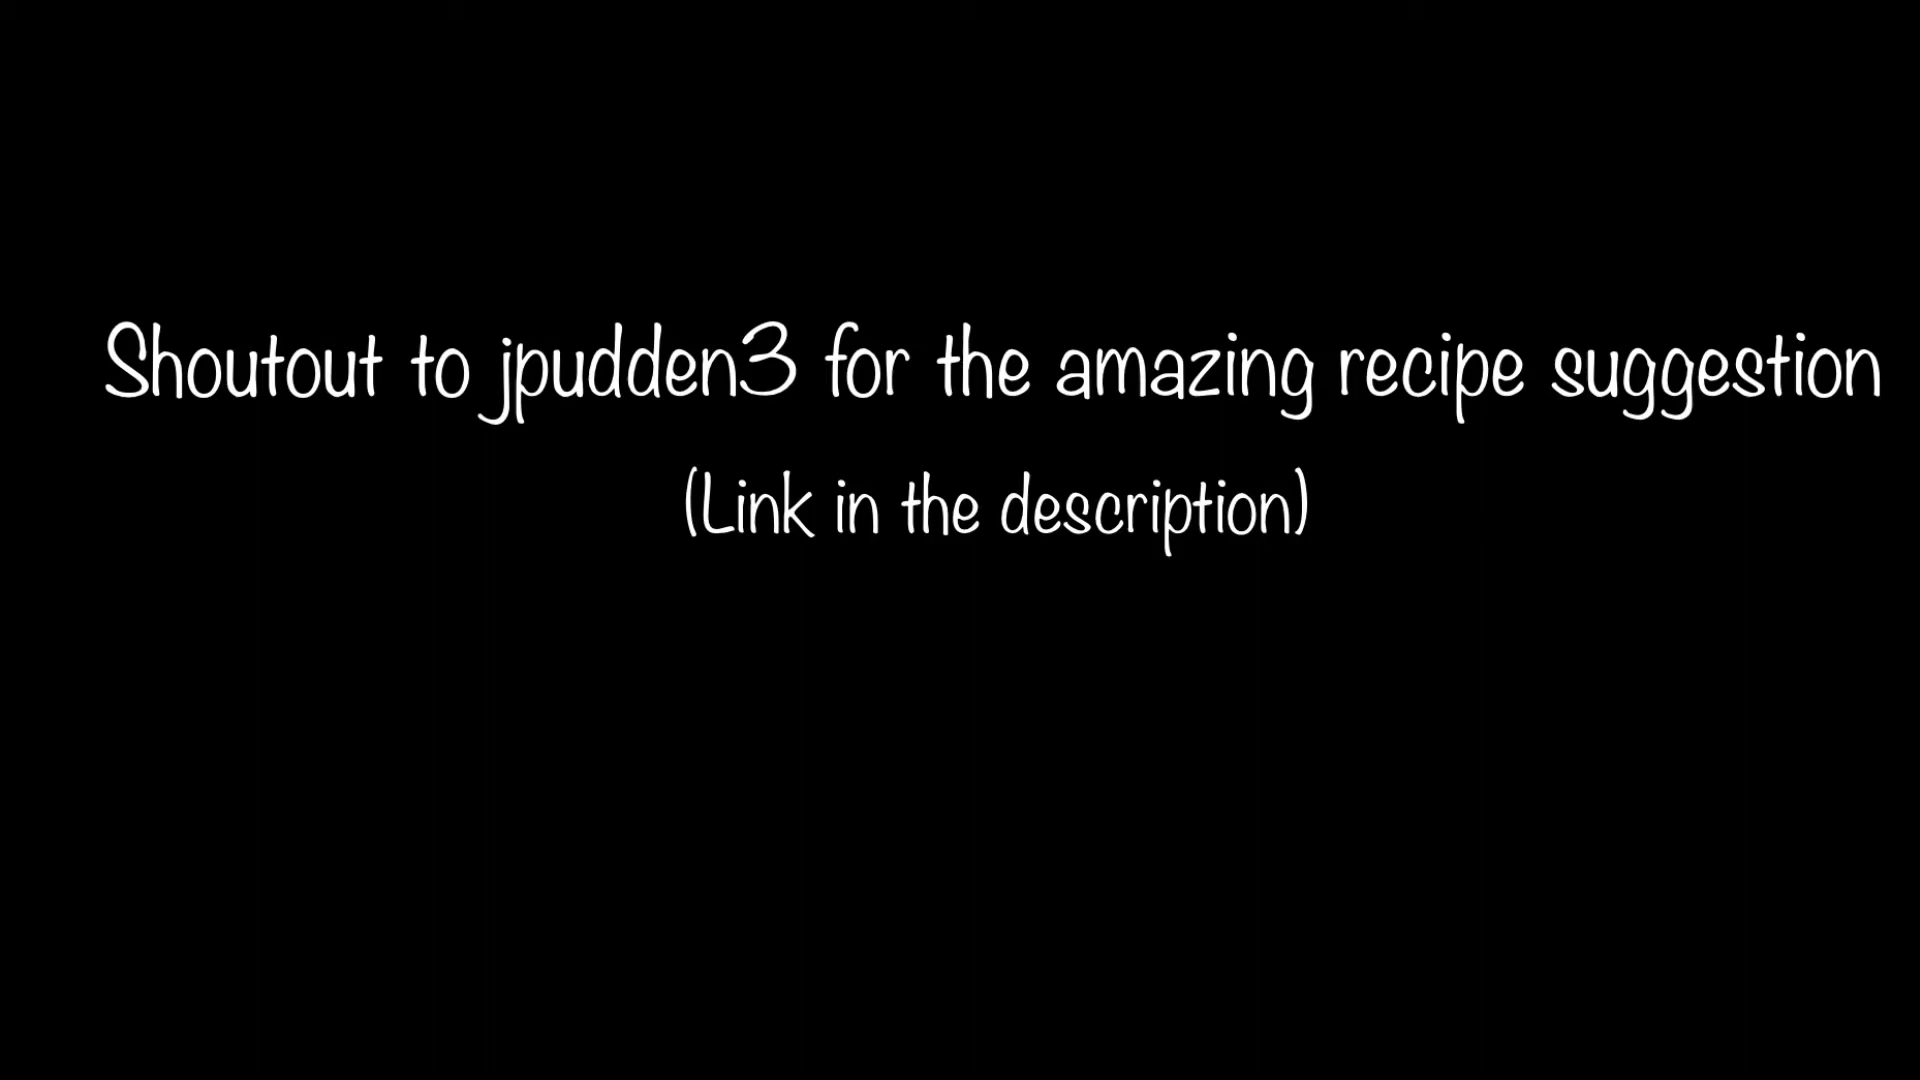 Shoutout to jpudden3 for the amazing recipe suggestion
(Link in the description)